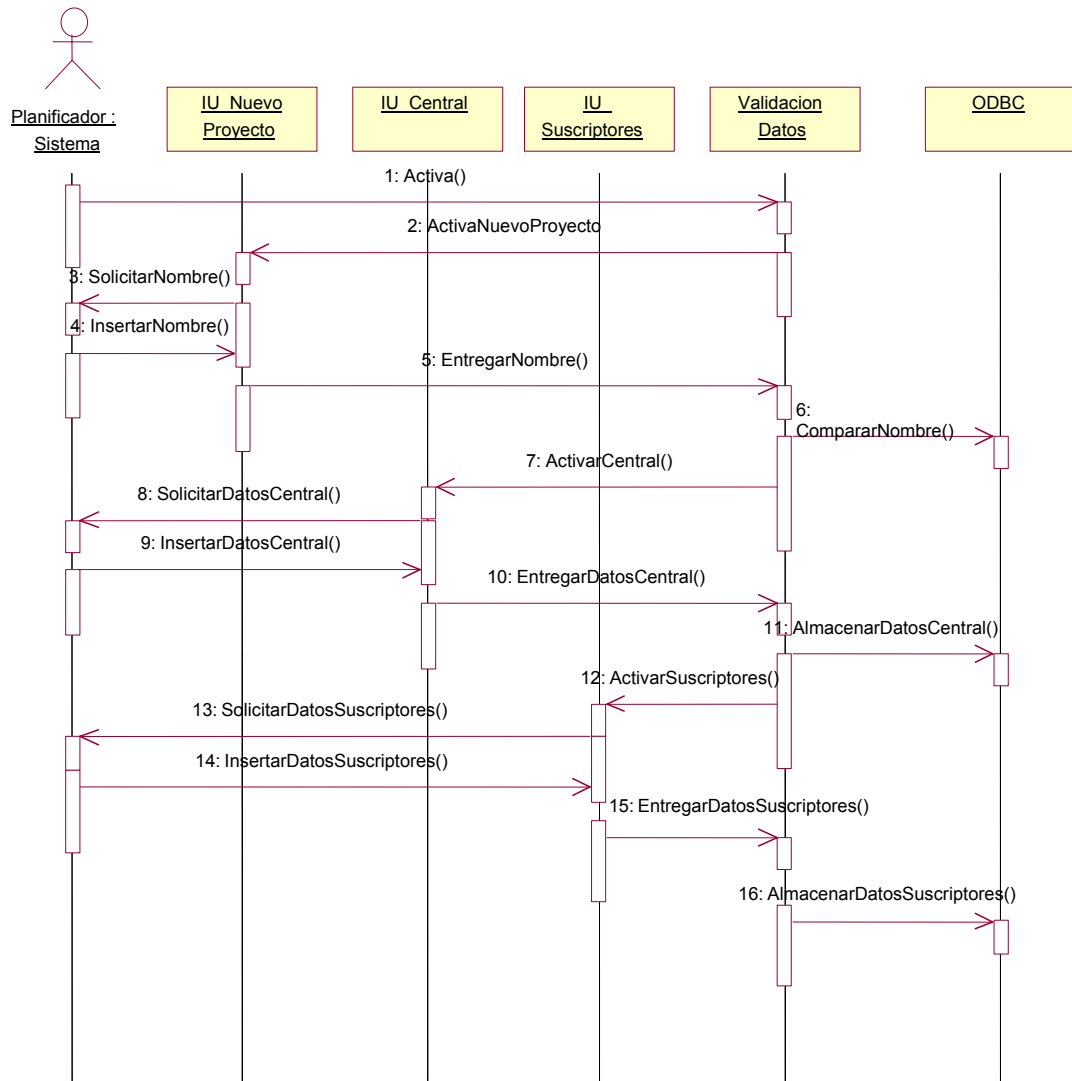 Planificador :
Sistema
IU_Nuevo
Proyecto
IU_Central
IU_
Suscriptores
Validacion
Datos
ODBC
1: Activa()
2: ActivaNuevoProyecto
3: SolicitarNombre()
4: InsertarNombre()
5: EntregarNombre()
6:
CompararNombre()
7: ActivarCentral()
8: SolicitarDatosCentral()
9: InsertarDatosCentral()
10: EntregarDatosCentral()
11: AlmacenarDatosCentral()
12: ActivarSuscriptores()
13: SolicitarDatosSuscriptores()
14: InsertarDatosSuscriptores()
15: EntregarDatosSuscriptores()
16: AlmacenarDatosSuscriptores()